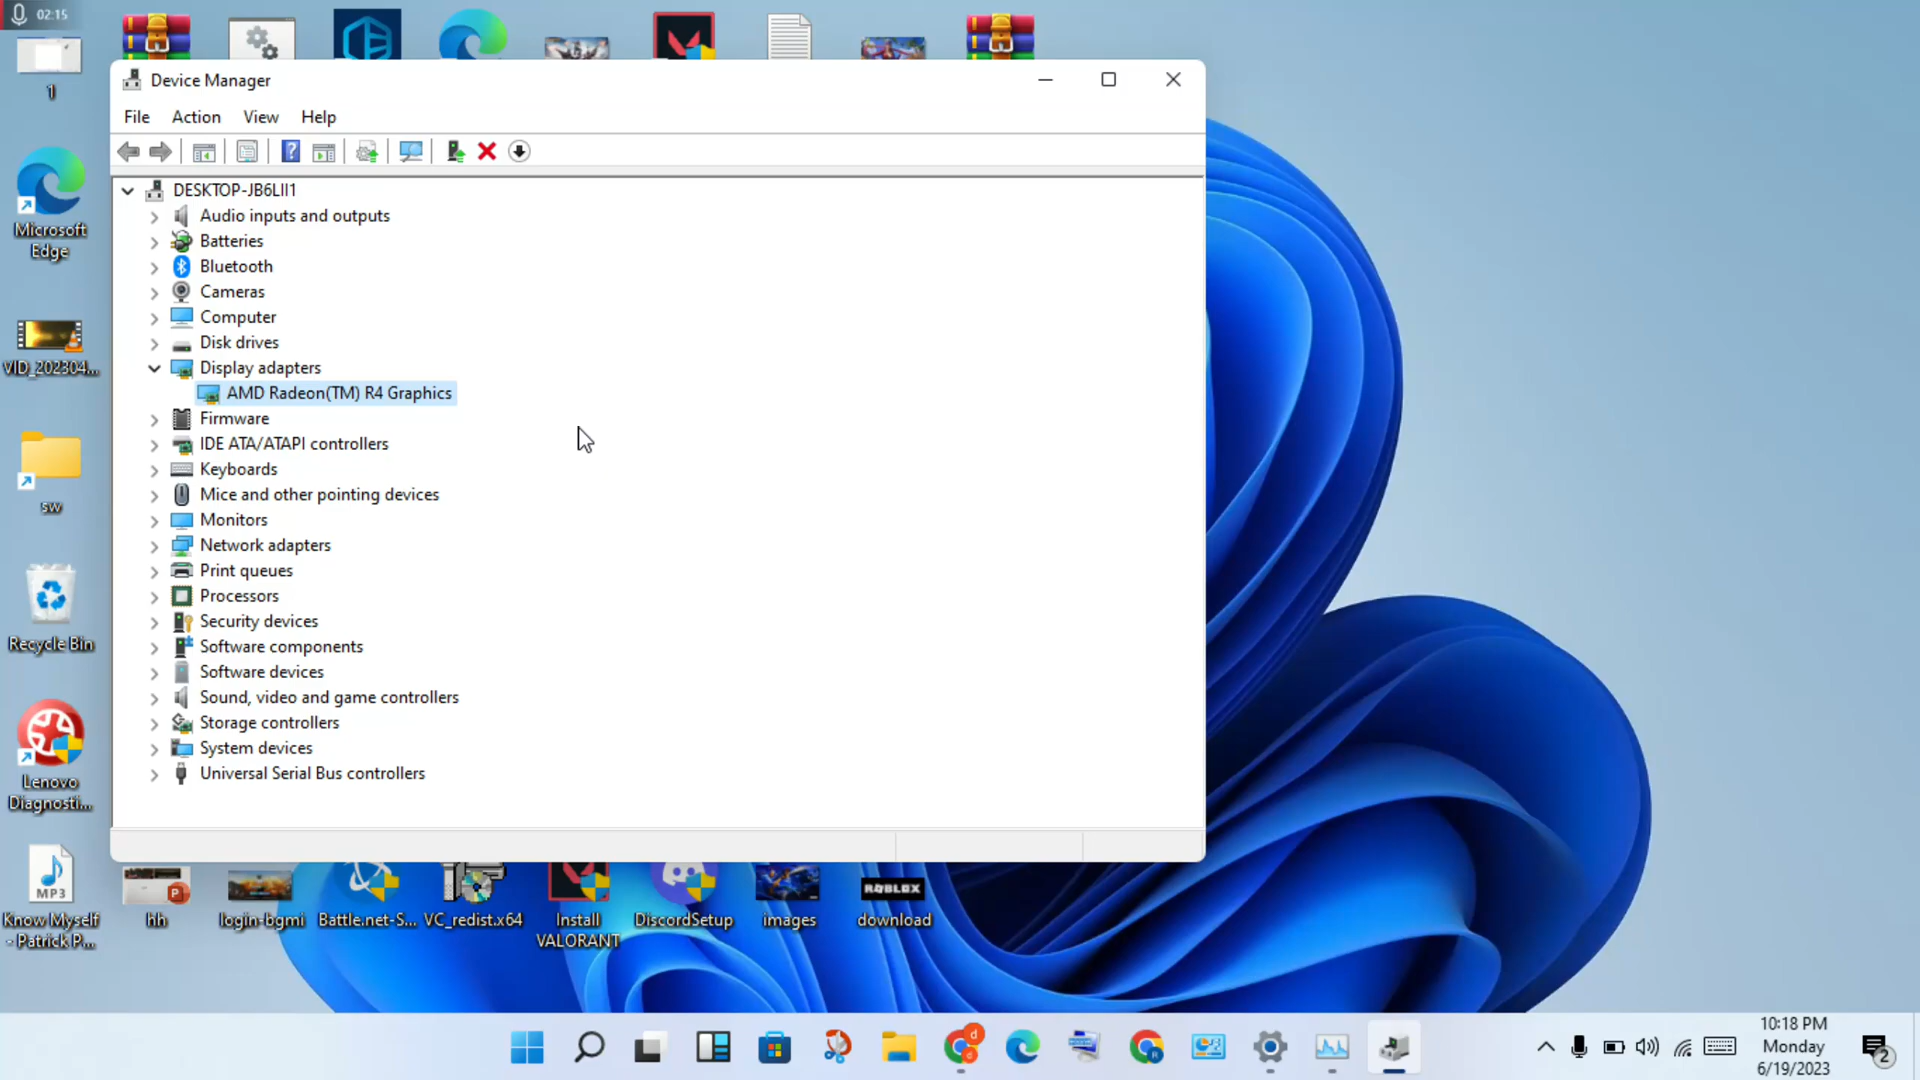 02:15
1
Microsoft
Edge
VID_202304...
sw
Recycle Bin
Lenovo
Diagnosti...
MP3
Know Myself
- Patrick P...
Device Manager
File Action View Help
DESKTOP-JB6LII1
Audio inputs and outputs
Batteries
Bluetooth
Cameras
Computer
Disk drives
Display adapters
AMD Radeon(TM) R4 Graphics
Firmware
IDE ATA/ATAPI controllers
Keyboards
Mice and other pointing devices
Monitors
Network adapters
Print queues
Processors
Security devices
Software components
Software devices
Sound, video and game controllers
Storage controllers
System devices
Universal Serial Bus controllers
ROBLOX
hh
login-bgmi
Battle.net-S...
VC_redist.x64
Install
VALORANT
DiscordSetup
images
download
10:18 PM
Monday
6/19/2023
2